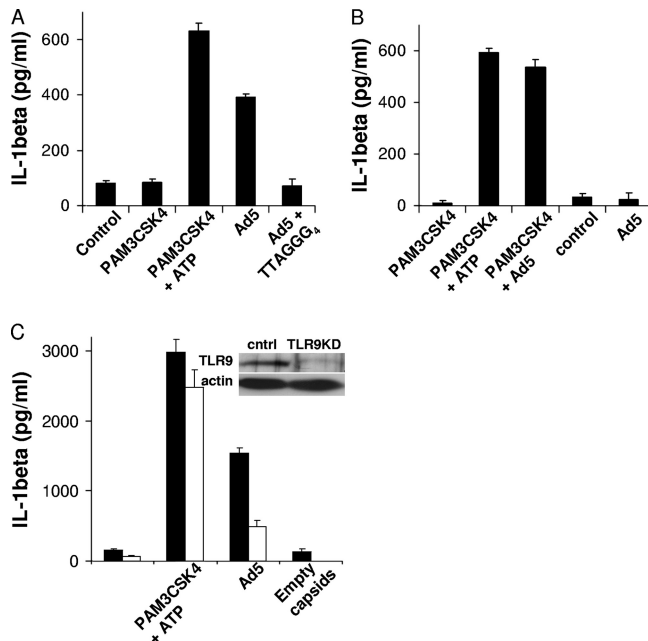 A
IL-1beta (pg/ml)
600
400
200
0
Control
PAM3CSK4
PAM3CSK4
+ ATP
Ad5
Ad5 +
TTAGGG4
B
IL-1beta (pg/ml)
600
400
200
0
PAM3CSK4
PAM3CSK4
+ ATP
PAM3CSK4
+ Ad5
control
Ad5
C
IL-1beta (pg/ml)
3000
2000
1000
0
cntrl TLR9KD
TLR9
actin
PAM3CSK4
+ ATP
Ad5
Empty
capsids